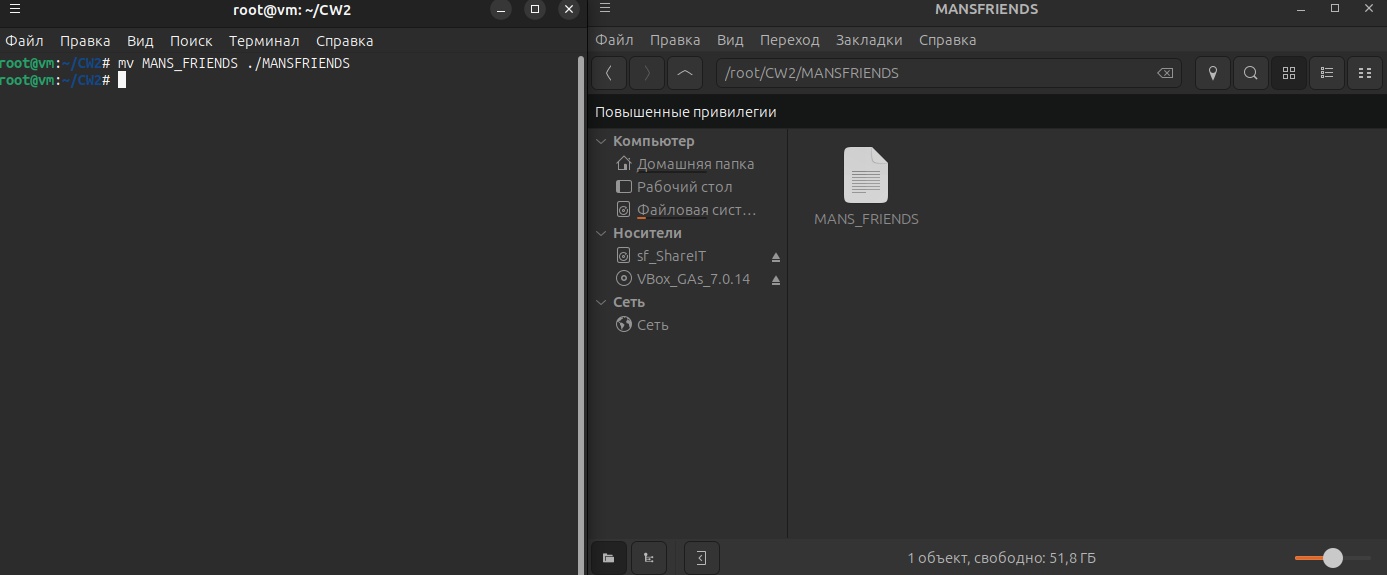 root@vm: ~/CW2
Файл Правка Вид Поиск Терминал Справка
root@vm:~/CW2# mv MANS_FRIENDS ./MANSFRIENDS
root@vm:~/CW2#
MANSFRIENDS
Файл Правка Вид Переход Закладки Справка
/root/CW2/MANSFRIENDS
Повышенные привилегии
Компьютер
Домашняя папка
Рабочий стол
Файловая сист...
Носители
sf_ShareIT
VBox_GAs_7.0.14
Сеть
Сеть
MANS_FRIENDS
1 объект, свободно: 51,8 ГБ